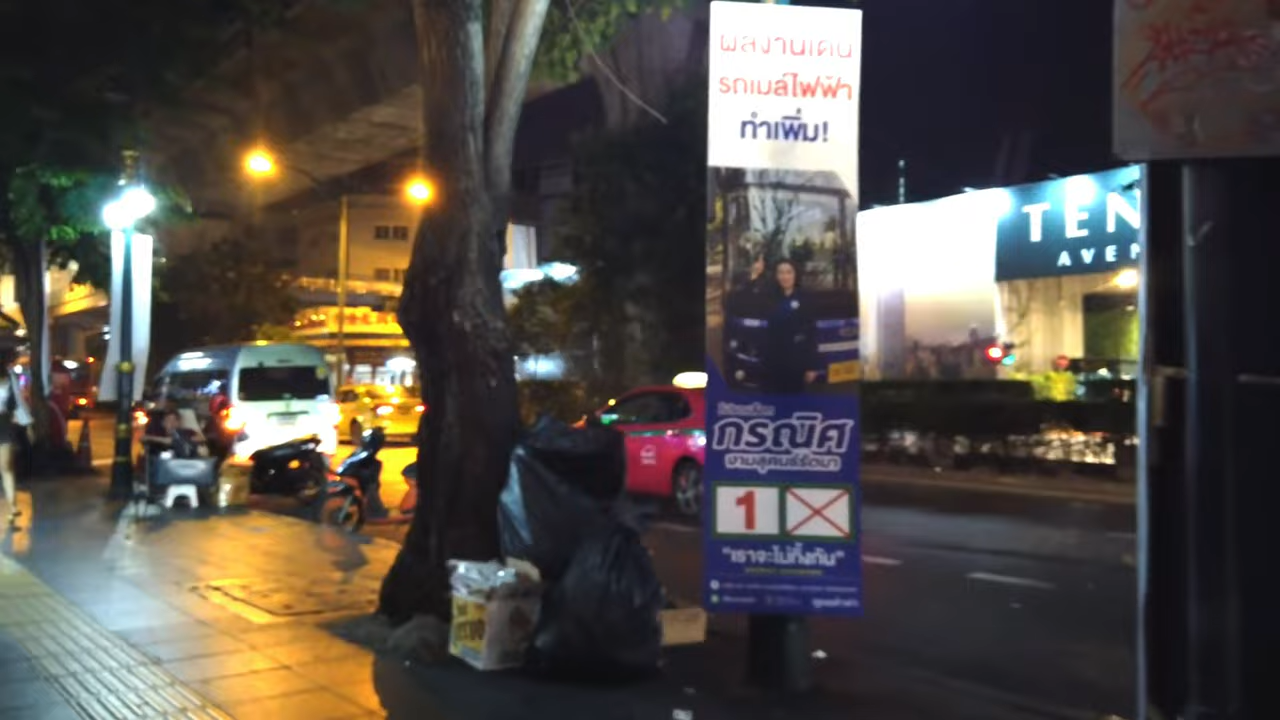 ผลงานเด่น
รถเมล์ไฟฟ้า
ทำเพิ่ม!
กรณิศ
งามสุคนธ์รัตนา
1
"เราจะไม่ทิ้งกัน"
TEN
AVEN